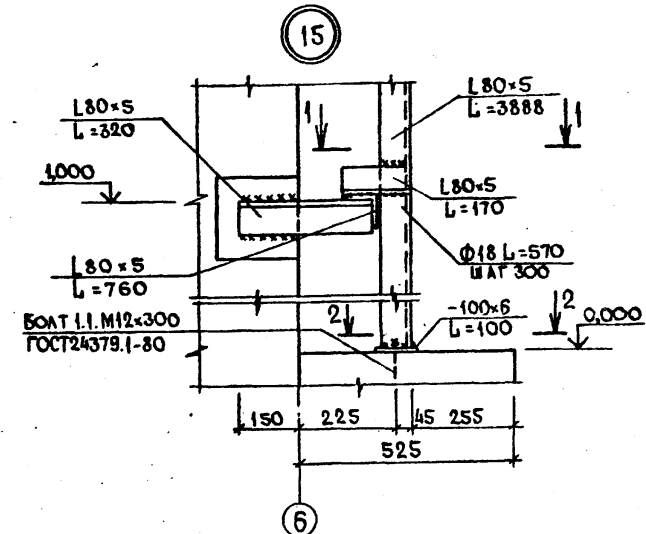 15
L80×5
L=320
1
L80×5
L=3888
1
1,000
L80×5
L=170
L80×5
L=760
Ф18 L=570
ШАГ 300
БОЛТ 1.1.М12×300
ГОСТ24379.1-80
2
-100×6
L=100
2
0,000
150
225
45
255
525
6